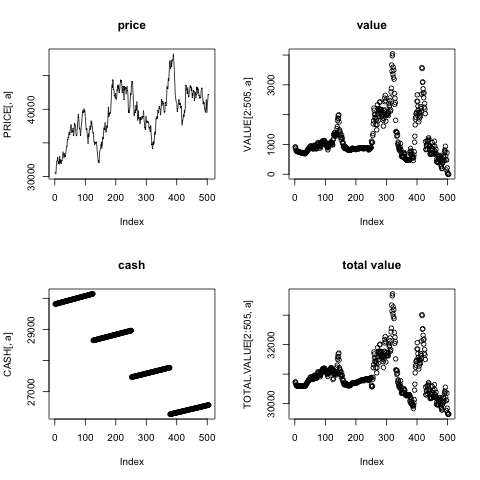 price
PRICE[, a]
30000
40000
0
100
200
300
400
500
Index
value
VALUE[2:505, a]
0
1000
3000
0
100
200
300
400
500
Index
cash
CASH[, a]
27000
29000
0
100
200
300
400
500
Index
total value
TOTAL.VALUE[2:505, a]
30000
32000
0
100
200
300
400
500
Index